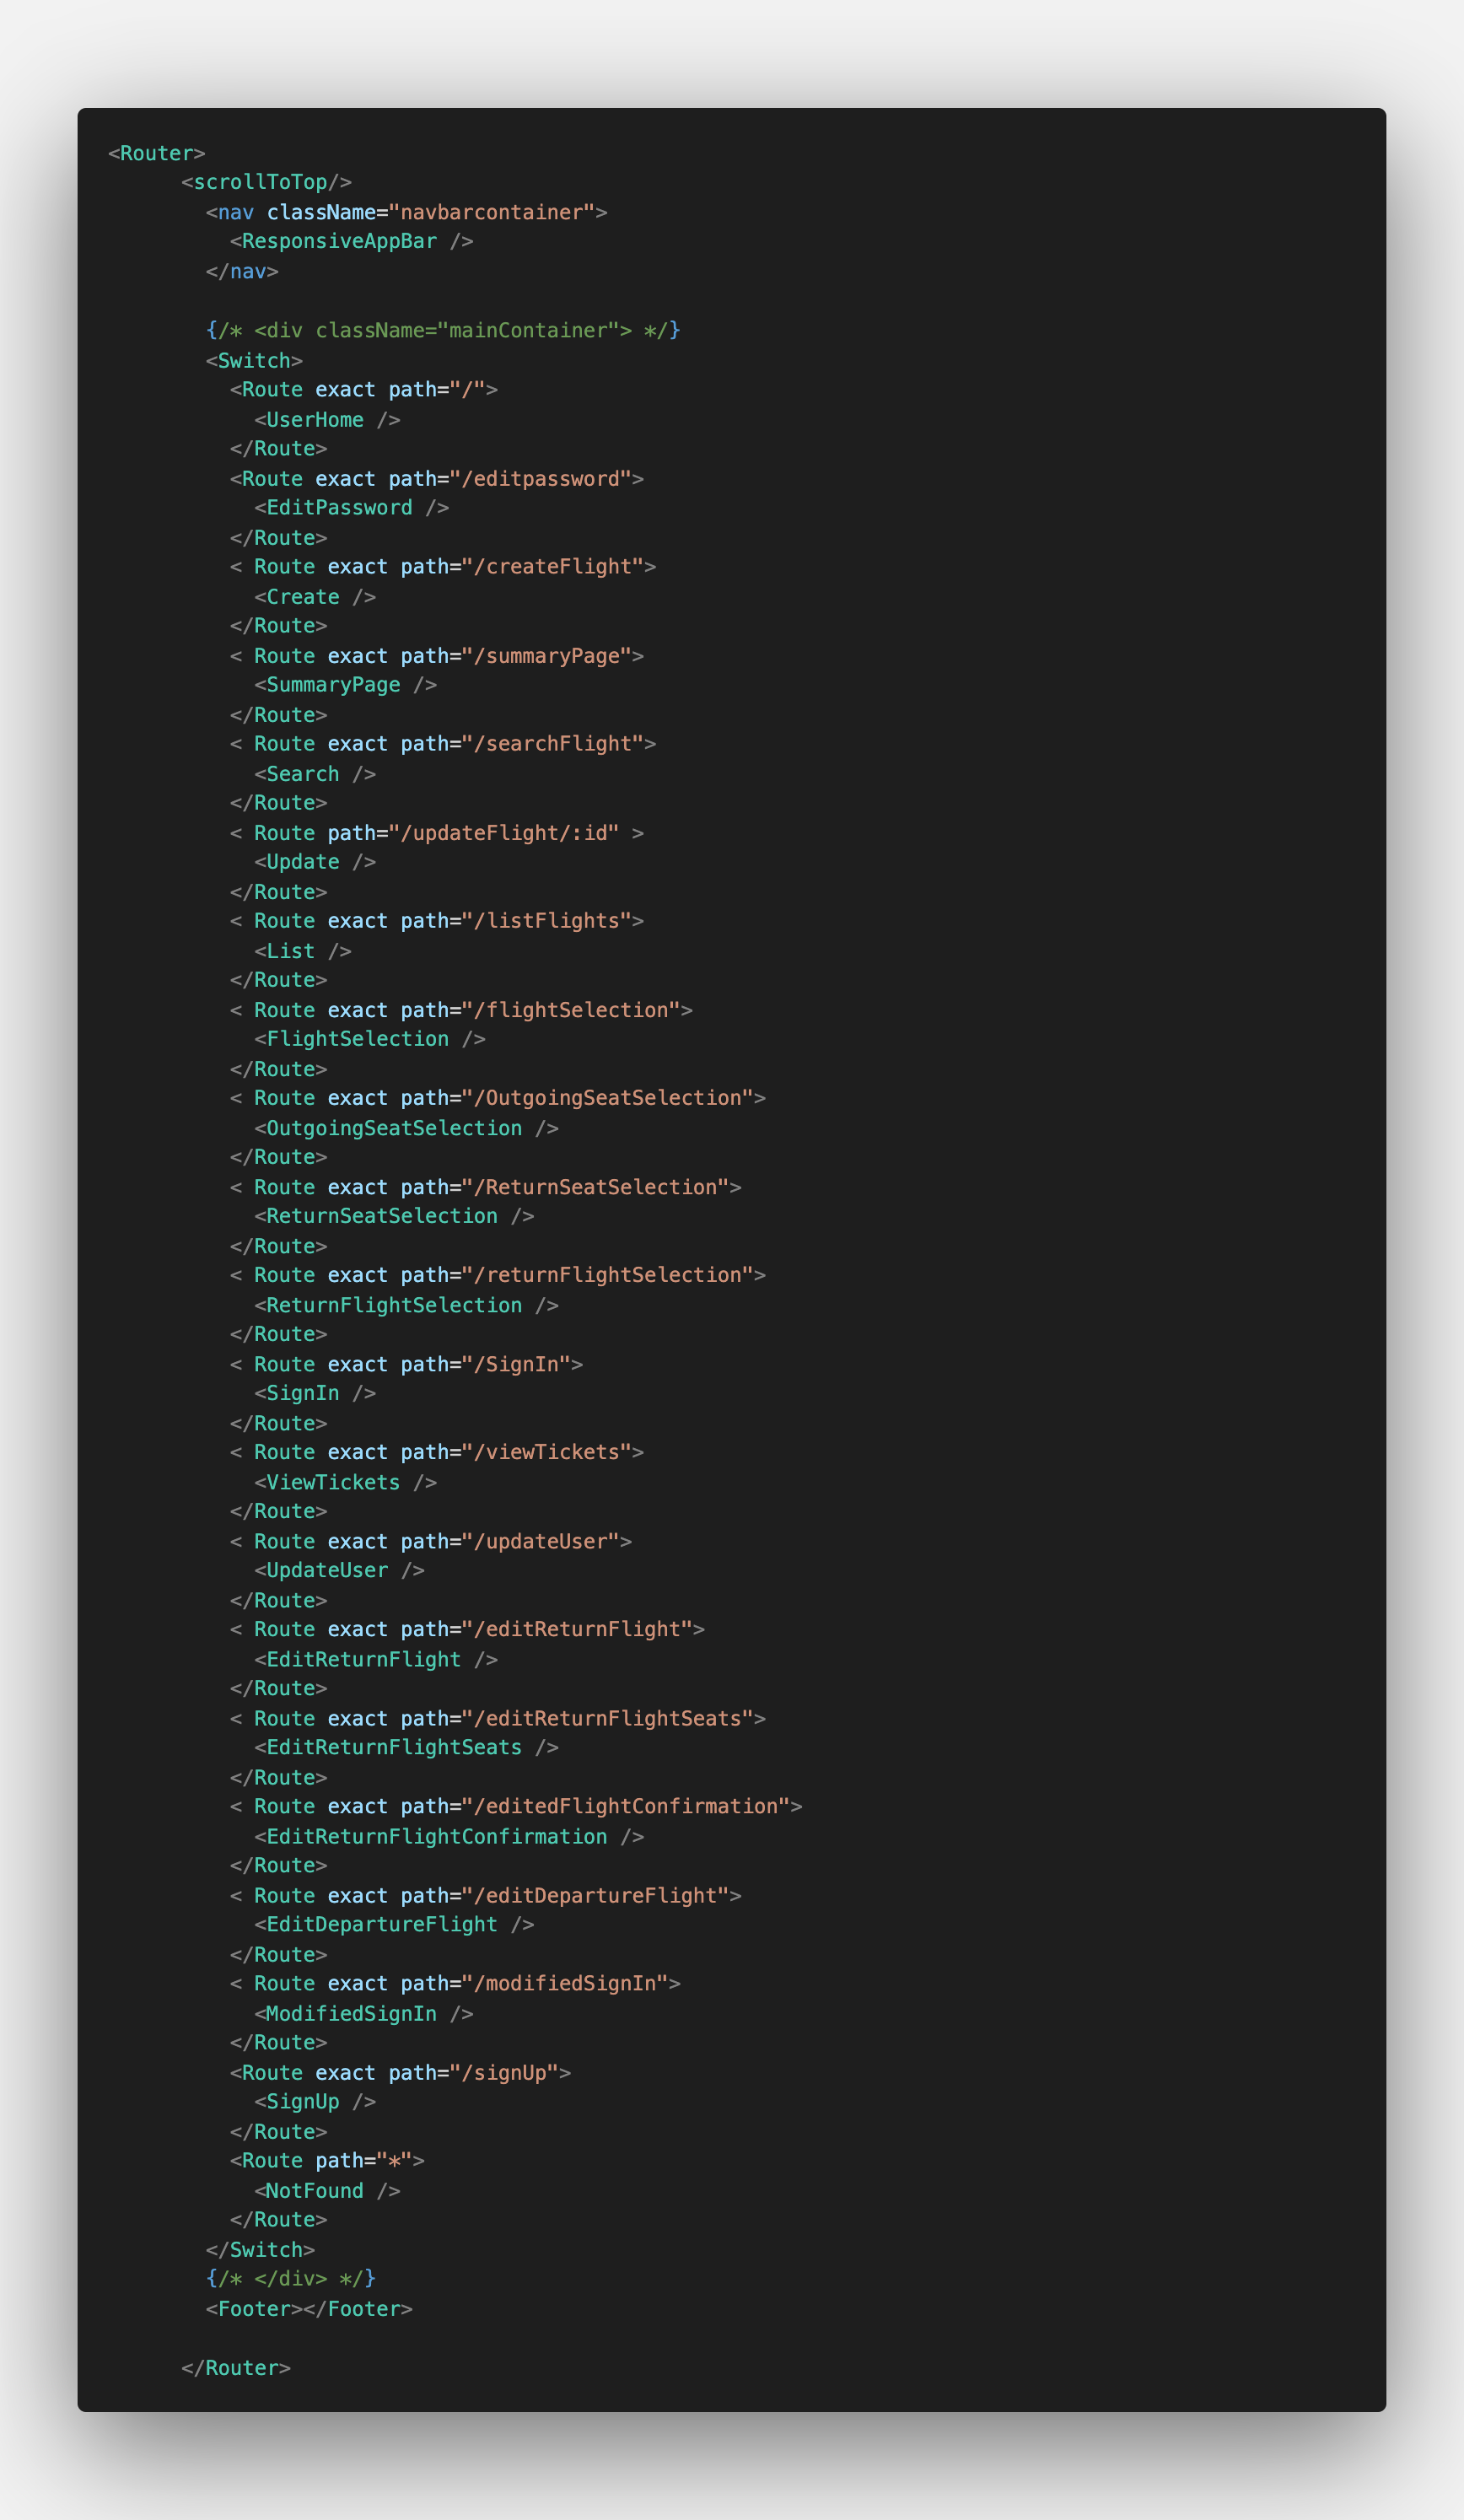 <Router>
      <scrollToTop/>
        <nav className="navbarcontainer">
          <ResponsiveAppBar />
        </nav>

        {/* <div className="mainContainer"> */}
        <Switch>
          <Route exact path="/">
            <UserHome />
          </Route>
          <Route exact path="/editpassword">
            <EditPassword />
          </Route>
          < Route exact path="/createFlight">
            <Create />
          </Route>
          < Route exact path="/summaryPage">
            <SummaryPage />
          </Route>
          < Route exact path="/searchFlight">
            <Search />
          </Route>
          < Route path="/updateFlight/:id" >
            <Update />
          </Route>
          < Route exact path="/listFlights">
            <List />
          </Route>
          < Route exact path="/flightSelection">
            <FlightSelection />
          </Route>
          < Route exact path="/OutgoingSeatSelection">
            <OutgoingSeatSelection />
          </Route>
          < Route exact path="/ReturnSeatSelection">
            <ReturnSeatSelection />
          </Route>
          < Route exact path="/returnFlightSelection">
            <ReturnFlightSelection />
          </Route>
          < Route exact path="/SignIn">
            <SignIn />
          </Route>
          < Route exact path="/viewTickets">
            <ViewTickets />
          </Route>
          < Route exact path="/updateUser">
            <UpdateUser />
          </Route>
          < Route exact path="/editReturnFlight">
            <EditReturnFlight />
          </Route>
          < Route exact path="/editReturnFlightSeats">
            <EditReturnFlightSeats />
          </Route>
          < Route exact path="/editedFlightConfirmation">
            <EditReturnFlightConfirmation />
          </Route>
          < Route exact path="/editDepartureFlight">
            <EditDepartureFlight />
          </Route>
          < Route exact path="/modifiedSignIn">
            <ModifiedSignIn />
          </Route>
          <Route exact path="/signUp">
            <SignUp />
          </Route>
          <Route path="*">
            <NotFound />
          </Route>
        </Switch>
        {/* </div> */}
        <Footer></Footer>

      </Router>